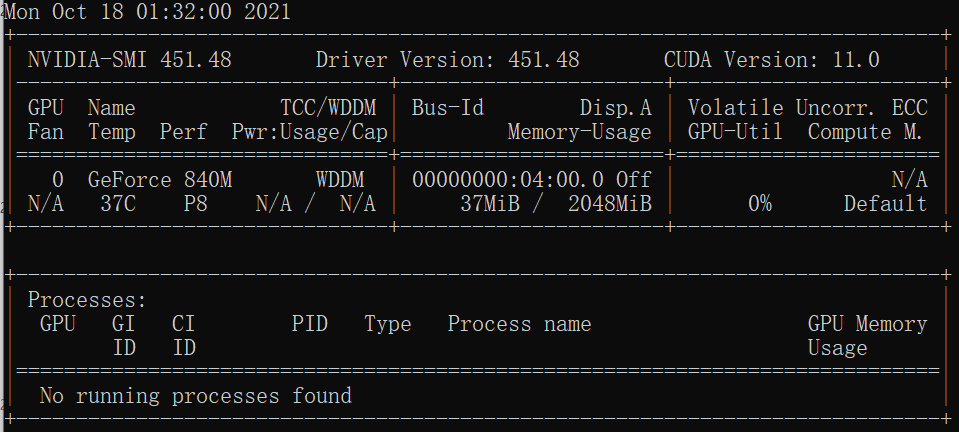 Mon Oct 18 01:32:00 2021
+-----------------------------------------------------------------------------+
| NVIDIA-SMI 451.48       Driver Version: 451.48       CUDA Version: 11.0     |
|-------------------------------+----------------------+----------------------+
| GPU  Name            TCC/WDDM | Bus-Id        Disp.A | Volatile Uncorr. ECC |
| Fan  Temp  Perf  Pwr:Usage/Cap|         Memory-Usage | GPU-Util  Compute M. |
|===============================+======================+======================|
|   0  GeForce 840M       WDDM  | 00000000:04:00.0 Off |                  N/A |
| N/A   37C    P8    N/A /  N/A |     37MiB /  2048MiB |      0%      Default |
+-------------------------------+----------------------+----------------------+

+-----------------------------------------------------------------------------+
| Processes:                                                                  |
|  GPU   GI   CI        PID   Type   Process name                  GPU Memory |
|        ID   ID                                                   Usage      |
|=============================================================================|
|  No running processes found                                                 |
+-----------------------------------------------------------------------------+